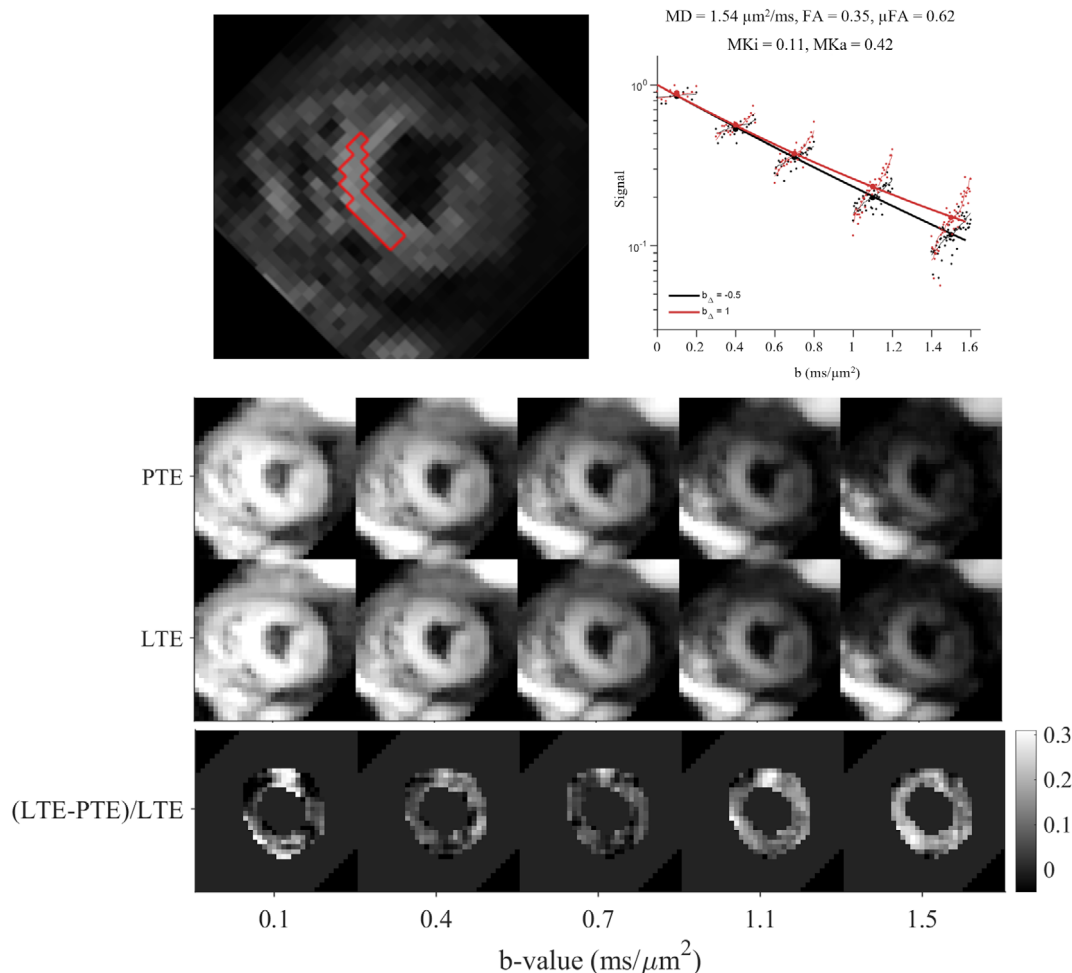 MD = 1.54 μm²/ms, FA = 0.35, μFA = 0.62
MKi = 0.11, MKa = 0.42
10⁰
Signal
10⁻¹
b_Δ = -0.5
b_Δ = 1
0 0.2 0.4 0.6 0.8 1 1.2 1.4 1.6
b (ms/μm²)
PTE
LTE
(LTE-PTE)/LTE
0.3
0.2
0.1
0
0.1 0.4 0.7 1.1 1.5
b-value (ms/μm²)